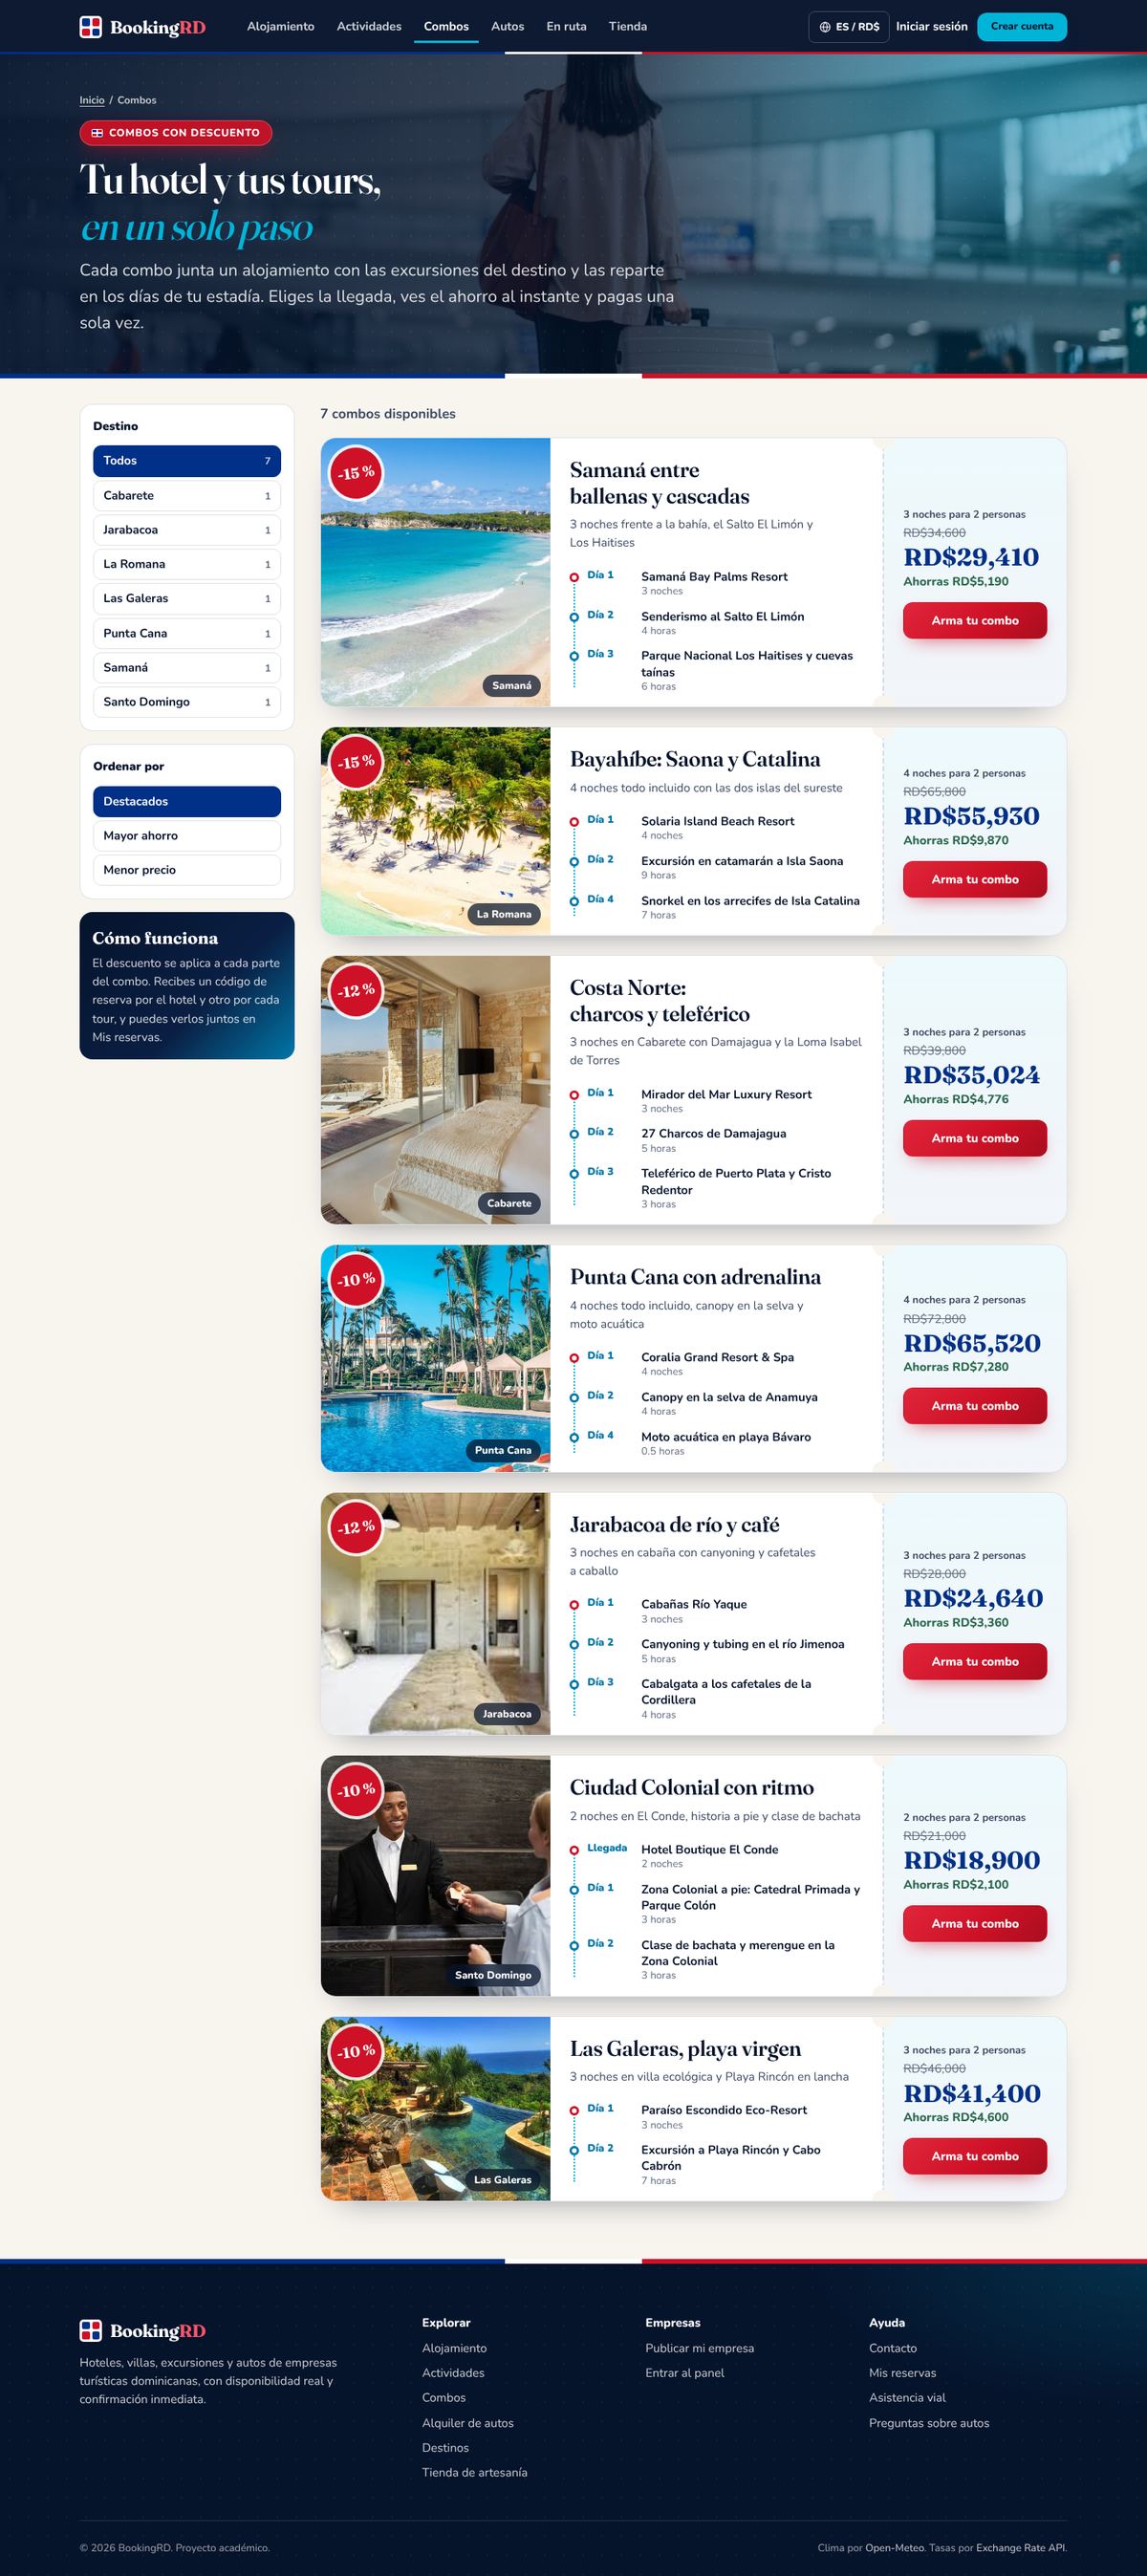 BookingRD
Alojamiento
Actividades
Combos
Autos
En ruta
Tienda
ES / RD$
Iniciar sesión
Crear cuenta
Inicio / Combos
COMBOS CON DESCUENTO
Tu hotel y tus tours,
en un solo paso
Cada combo junta un alojamiento con las excursiones del destino y las reparte
en los días de tu estadía. Eliges la llegada, ves el ahorro al instante y pagas una
sola vez.
Destino
Todos 7
Cabarete 1
Jarabacoa 1
La Romana 1
Las Galeras 1
Punta Cana 1
Samaná 1
Santo Domingo 1
Ordenar por
Destacados
Mayor ahorro
Menor precio
Cómo funciona
El descuento se aplica a cada parte
del combo. Recibes un código de
reserva por el hotel y otro por cada
tour, y puedes verlos juntos en
Mis reservas.
7 combos disponibles
-15 %
Samaná
Samaná entre
ballenas y cascadas
3 noches frente a la bahía, el Salto El Limón y
Los Haitises
Día 1 Samaná Bay Palms Resort
3 noches
Día 2 Senderismo al Salto El Limón
4 horas
Día 3 Parque Nacional Los Haitises y cuevas
taínas
6 horas
3 noches para 2 personas
RD$34,600
RD$29,410
Ahorras RD$5,190
Arma tu combo
-15 %
La Romana
Bayahíbe: Saona y Catalina
4 noches todo incluido con las dos islas del sureste
Día 1 Solaria Island Beach Resort
4 noches
Día 2 Excursión en catamarán a Isla Saona
9 horas
Día 4 Snorkel en los arrecifes de Isla Catalina
7 horas
4 noches para 2 personas
RD$65,800
RD$55,930
Ahorras RD$9,870
Arma tu combo
-12 %
Cabarete
Costa Norte:
charcos y teleférico
3 noches en Cabarete con Damajagua y la Loma Isabel
de Torres
Día 1 Mirador del Mar Luxury Resort
3 noches
Día 2 27 Charcos de Damajagua
5 horas
Día 3 Teleférico de Puerto Plata y Cristo
Redentor
3 horas
3 noches para 2 personas
RD$39,800
RD$35,024
Ahorras RD$4,776
Arma tu combo
-10 %
Punta Cana
Punta Cana con adrenalina
4 noches todo incluido, canopy en la selva y
moto acuática
Día 1 Coralia Grand Resort & Spa
4 noches
Día 2 Canopy en la selva de Anamuya
4 horas
Día 4 Moto acuática en playa Bávaro
0.5 horas
4 noches para 2 personas
RD$72,800
RD$65,520
Ahorras RD$7,280
Arma tu combo
-12 %
Jarabacoa
Jarabacoa de río y café
3 noches en cabaña con canyoning y cafetales
a caballo
Día 1 Cabañas Río Yaque
3 noches
Día 2 Canyoning y tubing en el río Jimenoa
5 horas
Día 3 Cabalgata a los cafetales de la
Cordillera
4 horas
3 noches para 2 personas
RD$28,000
RD$24,640
Ahorras RD$3,360
Arma tu combo
-10 %
Santo Domingo
Ciudad Colonial con ritmo
2 noches en El Conde, historia a pie y clase de bachata
Llegada Hotel Boutique El Conde
2 noches
Día 1 Zona Colonial a pie: Catedral Primada y
Parque Colón
3 horas
Día 2 Clase de bachata y merengue en la
Zona Colonial
3 horas
2 noches para 2 personas
RD$21,000
RD$18,900
Ahorras RD$2,100
Arma tu combo
-10 %
Las Galeras
Las Galeras, playa virgen
3 noches en villa ecológica y Playa Rincón en lancha
Día 1 Paraíso Escondido Eco-Resort
3 noches
Día 2 Excursión a Playa Rincón y Cabo
Cabrón
7 horas
3 noches para 2 personas
RD$46,000
RD$41,400
Ahorras RD$4,600
Arma tu combo
BookingRD
Hoteles, villas, excursiones y autos de empresas
turísticas dominicanas, con disponibilidad real y
confirmación inmediata.
Explorar
Alojamiento
Actividades
Combos
Alquiler de autos
Destinos
Tienda de artesanía
Empresas
Publicar mi empresa
Entrar al panel
Ayuda
Contacto
Mis reservas
Asistencia vial
Preguntas sobre autos
© 2026 BookingRD. Proyecto académico.
Clima por Open-Meteo. Tasas por Exchange Rate API.